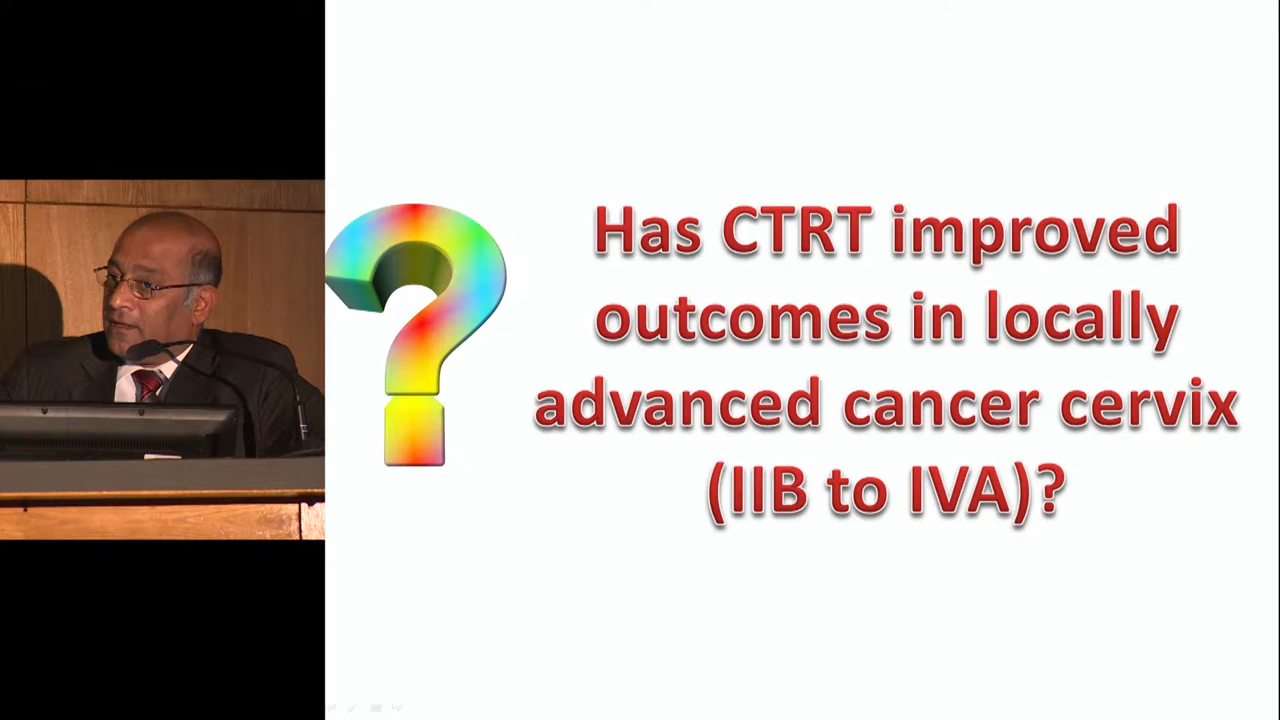 Has CTRT improved
outcomes in locally
advanced cancer cervix
(IIB to IVA)?